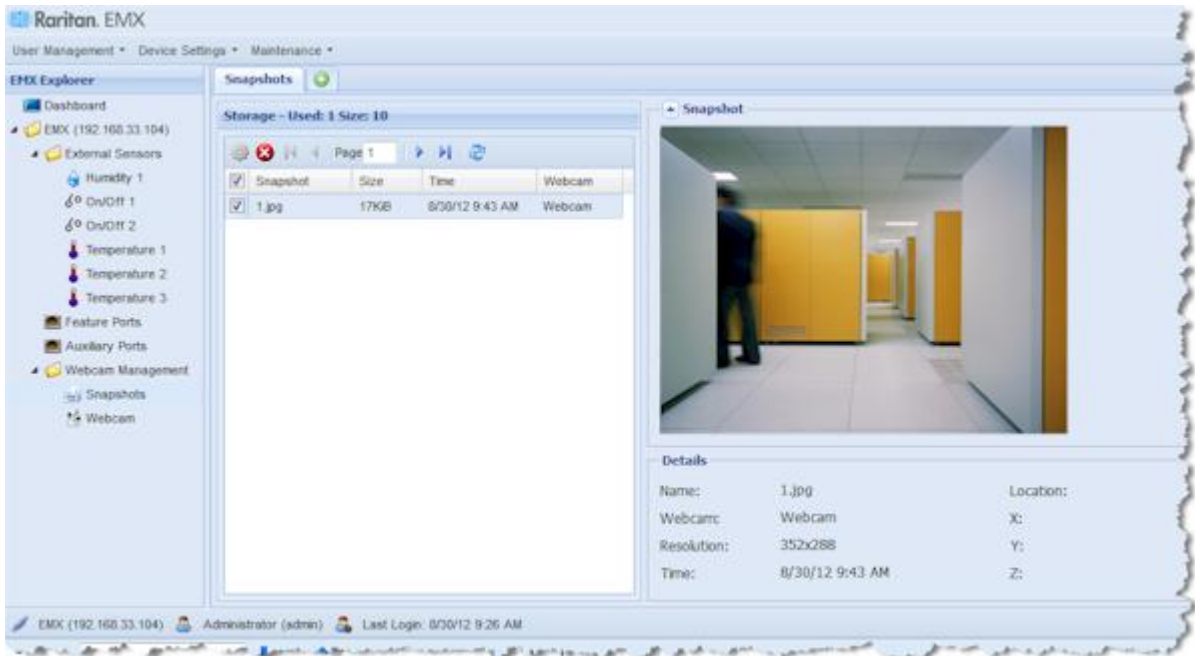 Raritan. EMX
User Management Device Settings Maintenance
EMX Explorer
Dashboard
EMX (192.168.33.104)
External Sensors
Humidity 1
On/Off 1
On/Off 2
Temperature 1
Temperature 2
Temperature 3
Feature Ports
Auxiliary Ports
Webcam Management
Snapshots
Webcam
Snapshots
Storage - Used: 1 Size: 10
Page 1
Snapshot Size Time Webcam
1.jpg 17KiB 8/30/12 9:43 AM Webcam
Snapshot
Details
Name: 1.jpg Location:
Webcam: Webcam X:
Resolution: 352x288 Y:
Time: 8/30/12 9:43 AM Z:
EMX (192.168.33.104) Administrator (admin) Last Login: 8/30/12 9:26 AM